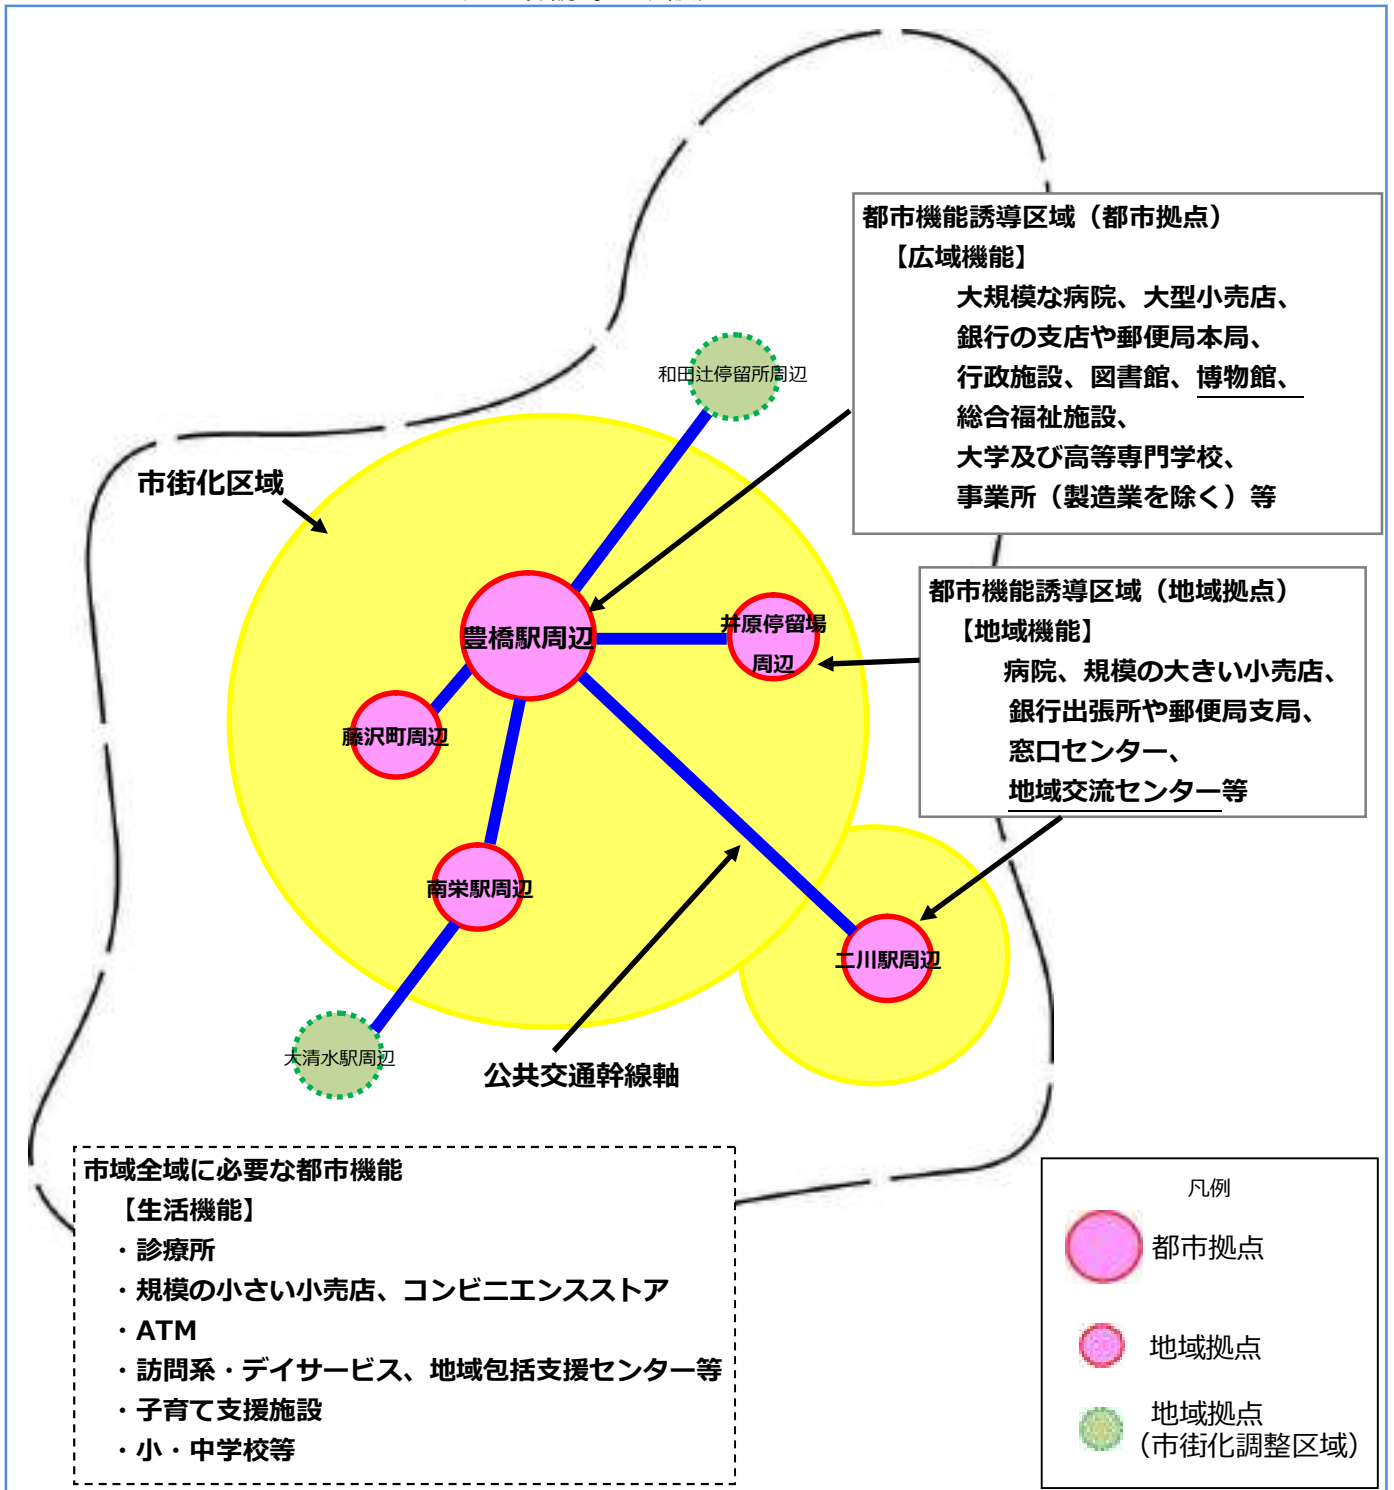 都市機能誘導区域（都市拠点）
【広域機能】
大規模な病院、大型小売店、
銀行の支店や郵便局本局、
行政施設、図書館、博物館、
総合福祉施設、
大学及び高等専門学校、
事業所（製造業を除く）等
和田辻停留所周辺
市街化区域
都市機能誘導区域（地域拠点）
【地域機能】
病院、規模の大きい小売店、
銀行出張所や郵便局支局、
窓口センター、
地域交流センター等
豊橋駅周辺
井原停留場
周辺
藤沢町周辺
南栄駅周辺
二川駅周辺
大清水駅周辺
公共交通幹線軸
市域全域に必要な都市機能
【生活機能】
・診療所
・規模の小さい小売店、コンビニエンスストア
・ATM
・訪問系・デイサービス、地域包括支援センター等
・子育て支援施設
・小・中学校等
凡例
都市拠点
地域拠点
地域拠点
（市街化調整区域）